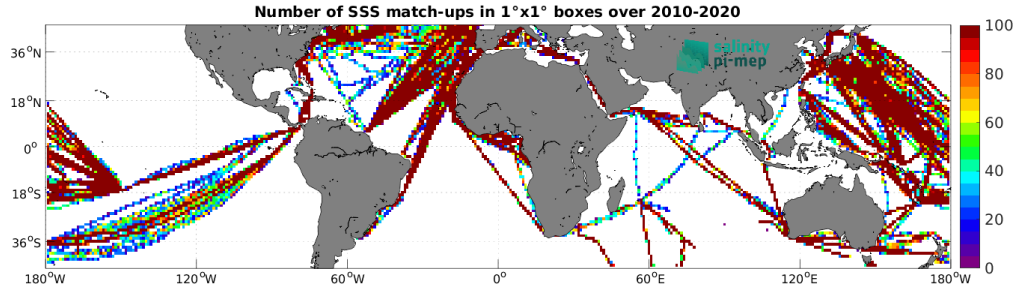 Number of SSS match-ups in 1°x1° boxes over 2010-2020
salinity
pi-mep
36°N
18°N
0°
18°S
36°S
180°W
120°W
60°W
0°
60°E
120°E
180°W
100
80
60
40
20
0